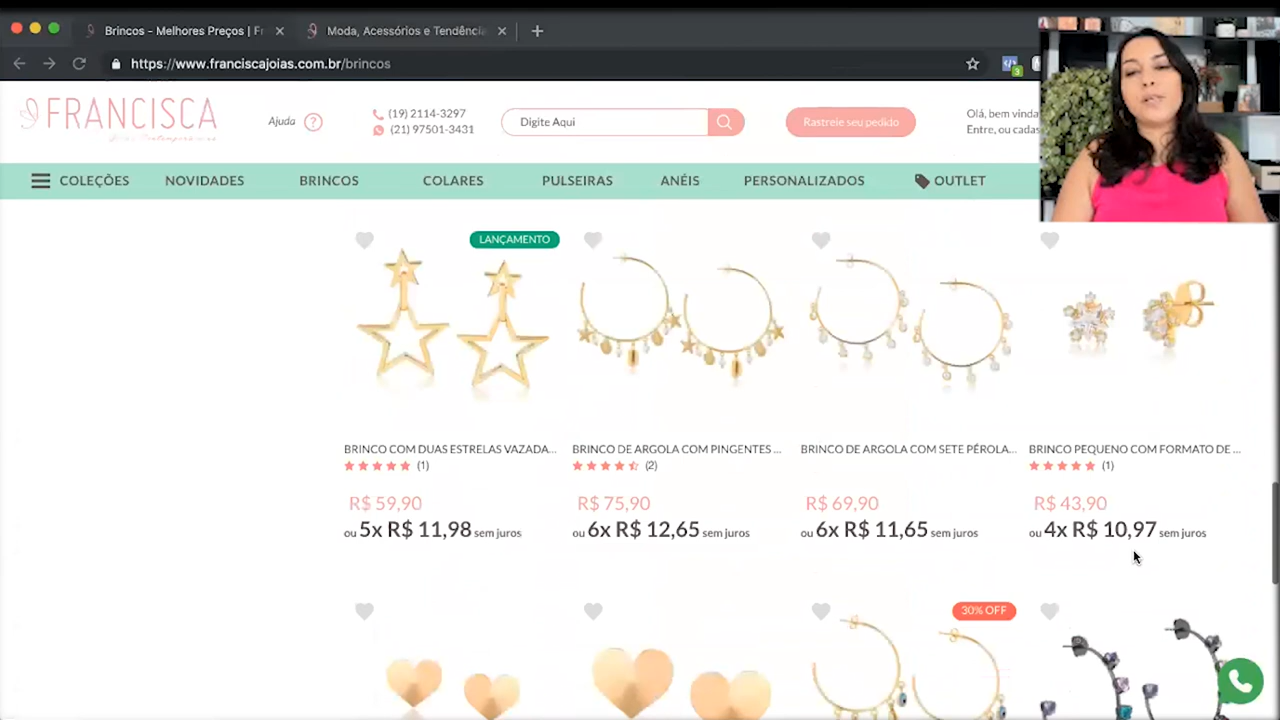 Brincos - Melhores Preços | Fr
Moda, Acessórios e Tendência
https://www.franciscajoias.com.br/brincos
3
FRANCISCA
Ajuda ?
(19) 2114-3297
(21) 97501-3431
Digite Aqui
Rastreie seu pedido
Olá, bem vinda
Entre, ou cadas
COLEÇÕES NOVIDADES BRINCOS COLARES PULSEIRAS ANÉIS PERSONALIZADOS OUTLET
LANÇAMENTO
BRINCO COM DUAS ESTRELAS VAZADA...
(1)
R$ 59,90
ou 5x R$ 11,98 sem juros
BRINCO DE ARGOLA COM PINGENTES ...
(2)
R$ 75,90
ou 6x R$ 12,65 sem juros
BRINCO DE ARGOLA COM SETE PÉROLA...
R$ 69,90
ou 6x R$ 11,65 sem juros
BRINCO PEQUENO COM FORMATO DE ...
(1)
R$ 43,90
ou 4x R$ 10,97 sem juros
30% OFF